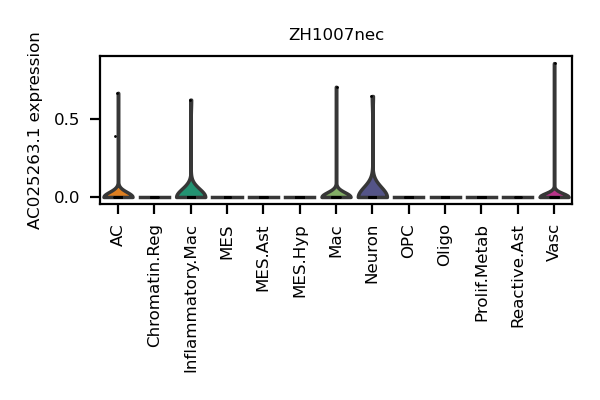 ZH1007nec
AC025263.1 expression
0.5
0.0
AC
Chromatin.Reg
Inflammatory.Mac
MES
MES.Ast
MES.Hyp
Mac
Neuron
OPC
Oligo
Prolif.Metab
Reactive.Ast
Vasc